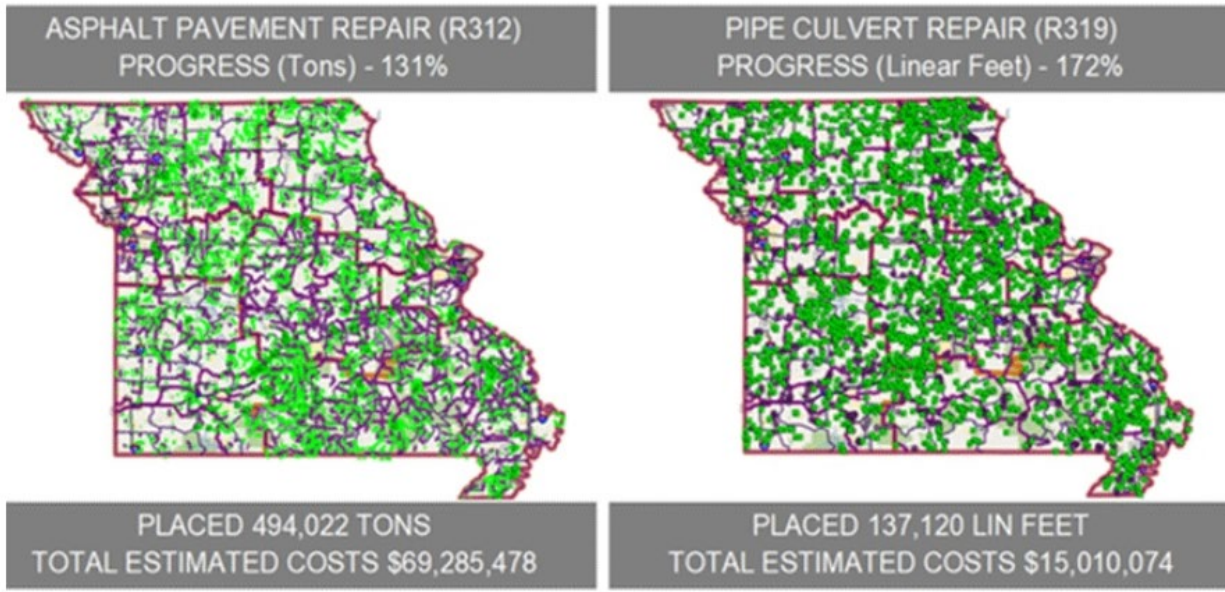 ASPHALT PAVEMENT REPAIR (R312)
PROGRESS (Tons) - 131%
PLACED 494,022 TONS
TOTAL ESTIMATED COSTS $69,285,478
PIPE CULVERT REPAIR (R319)
PROGRESS (Linear Feet) - 172%
PLACED 137,120 LIN FEET
TOTAL ESTIMATED COSTS $15,010,074